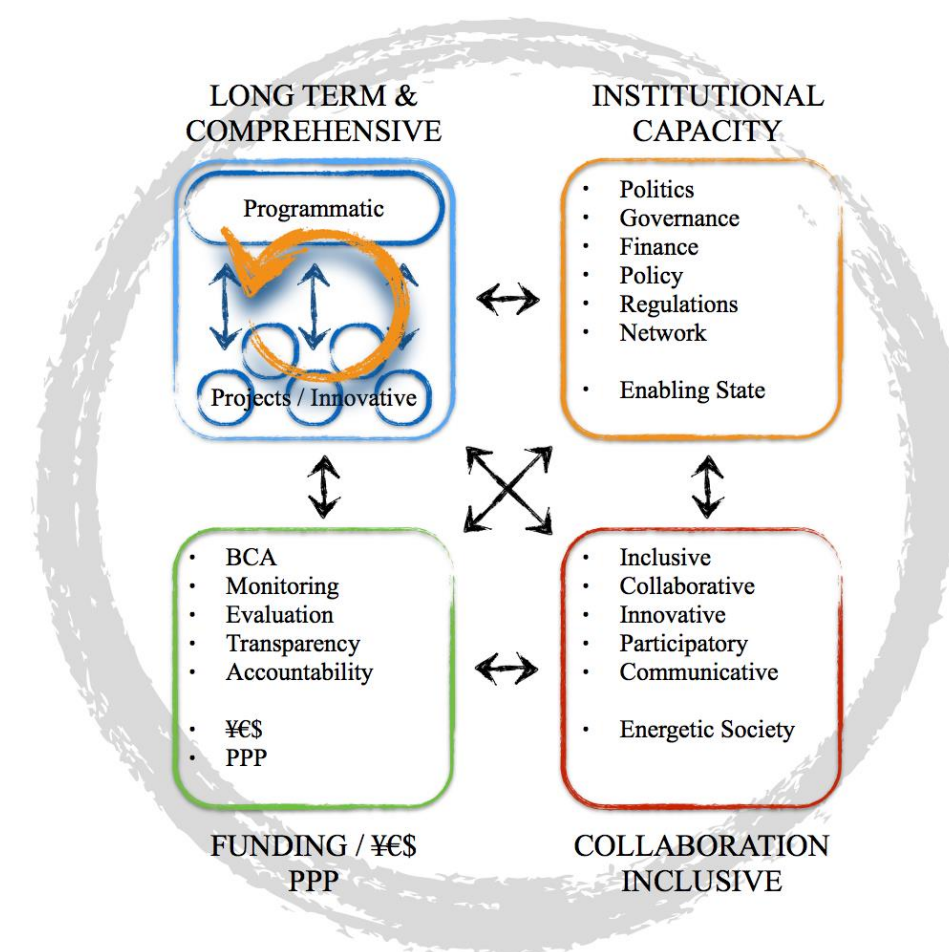 LONG TERM &
COMPREHENSIVE
Programmatic
Projects / Innovative
INSTITUTIONAL
CAPACITY
· Politics
· Governance
· Finance
· Policy
· Regulations
· Network
· Enabling State
· BCA
· Monitoring
· Evaluation
· Transparency
· Accountability
· ¥€$
· PPP
FUNDING / ¥€$
PPP
· Inclusive
· Collaborative
· Innovative
· Participatory
· Communicative
· Energetic Society
COLLABORATION
INCLUSIVE